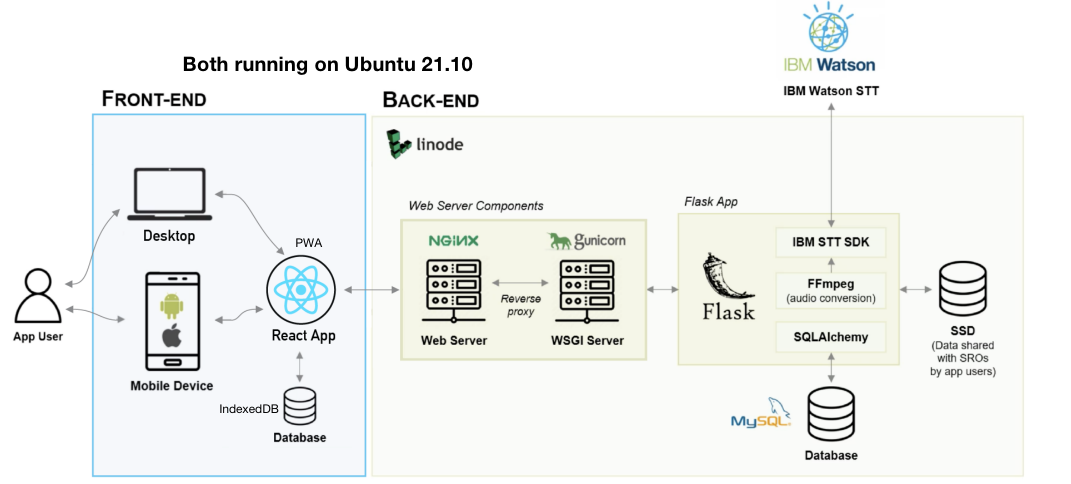 IBM Watson
IBM Watson STT
Both running on Ubuntu 21.10
FRONT-END
BACK-END
linode
Desktop
Mobile Device
App User
PWA
React App
IndexedDB
Database
Web Server Components
NGINX
gunicorn
Reverse
proxy
Web Server
WSGI Server
Flask App
Flask
IBM STT SDK
FFmpeg
(audio conversion)
SQLAlchemy
SSD
(Data shared
with SROs
by app users)
MySQL
Database